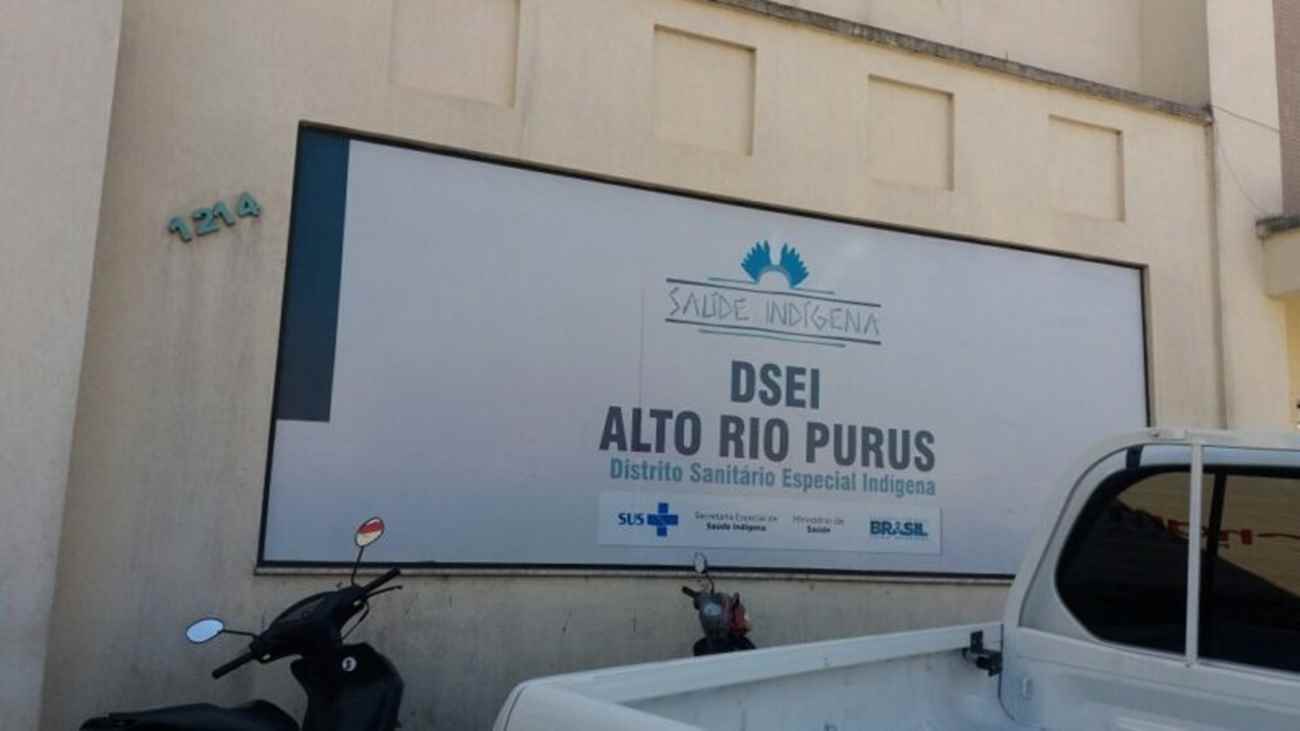 1214
SAÚDE INDÍGENA
DSEI
ALTO RIO PURUS
Distrito Sanitário Especial Indígena
SUS
Secretaria Especial de
Saúde Indígena
Ministério da
Saúde
BRASIL